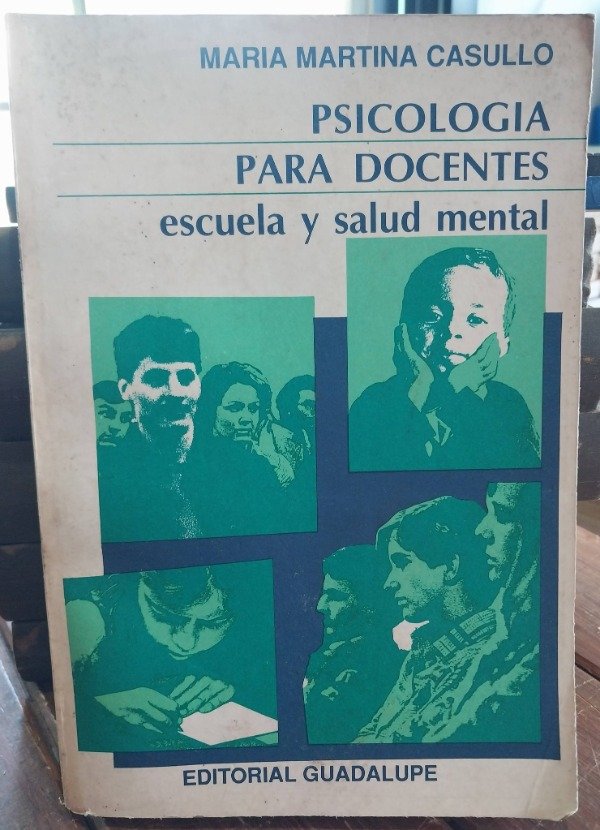 MARIA MARTINA CASULLO
PSICOLOGIA
PARA DOCENTES
escuela y salud mental
EDITORIAL GUADALUPE